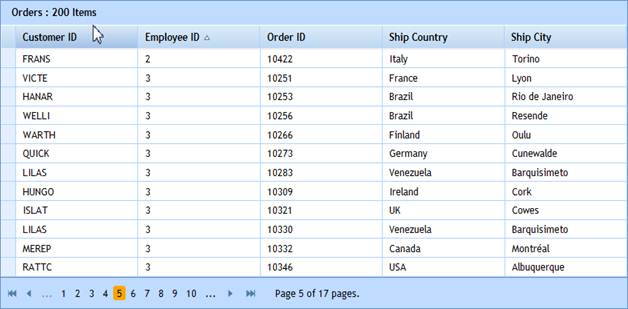 Orders : 200 Items
Customer ID Employee ID Order ID Ship Country Ship City
FRANS 2 10422 Italy Torino
VICTE 3 10251 France Lyon
HANAR 3 10253 Brazil Rio de Janeiro
WELLI 3 10256 Brazil Resende
WARTH 3 10266 Finland Oulu
QUICK 3 10273 Germany Cunewalde
LILAS 3 10283 Venezuela Barquisimeto
HUNGO 3 10309 Ireland Cork
ISLAT 3 10321 UK Cowes
LILAS 3 10330 Venezuela Barquisimeto
MEREP 3 10332 Canada Montréal
RATTC 3 10346 USA Albuquerque
... 1 2 3 4 5 6 7 8 9 10 ... Page 5 of 17 pages.